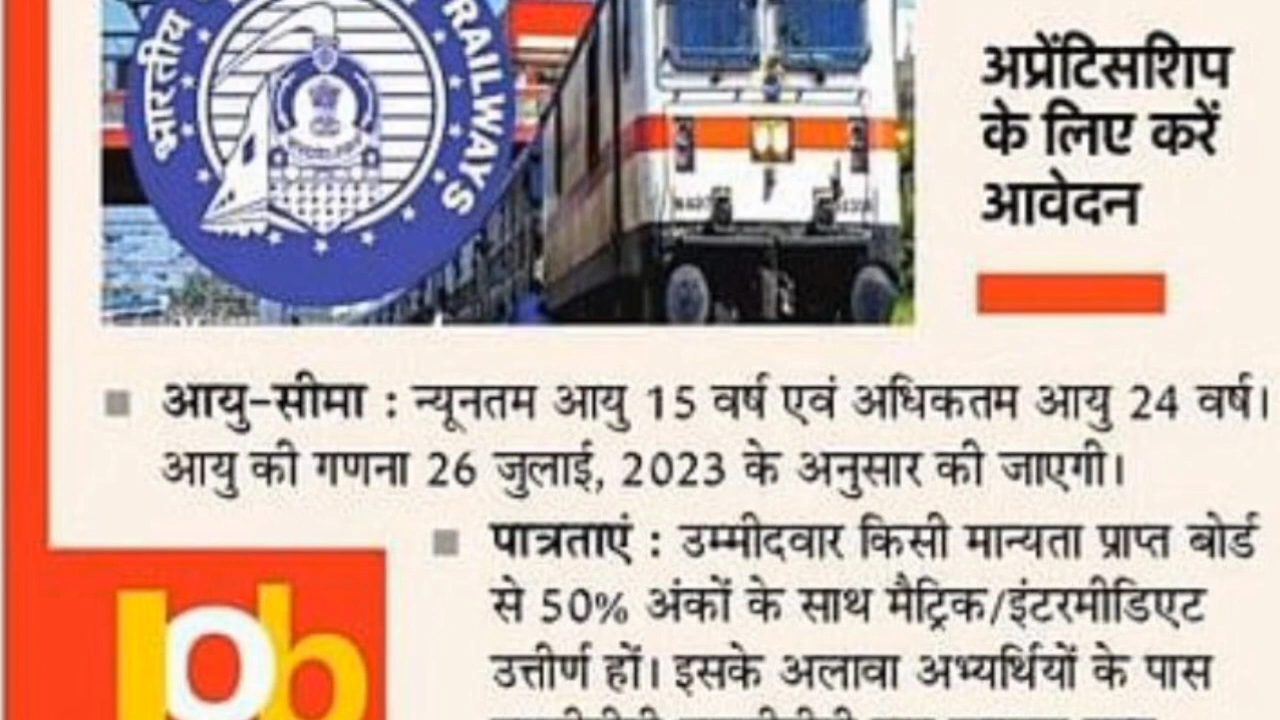 भारतीय
RAILWAYS
अप्रेंटिसशिप
के लिए करें
आवेदन
आयु-सीमा : न्यूनतम आयु 15 वर्ष एवं अधिकतम आयु 24 वर्ष।
आयु की गणना 26 जुलाई, 2023 के अनुसार की जाएगी।
पात्रताएं : उम्मीदवार किसी मान्यता प्राप्त बोर्ड
से 50% अंकों के साथ मैट्रिक/इंटरमीडिएट
उत्तीर्ण हों। इसके अलावा अभ्यर्थियों के पास
Job